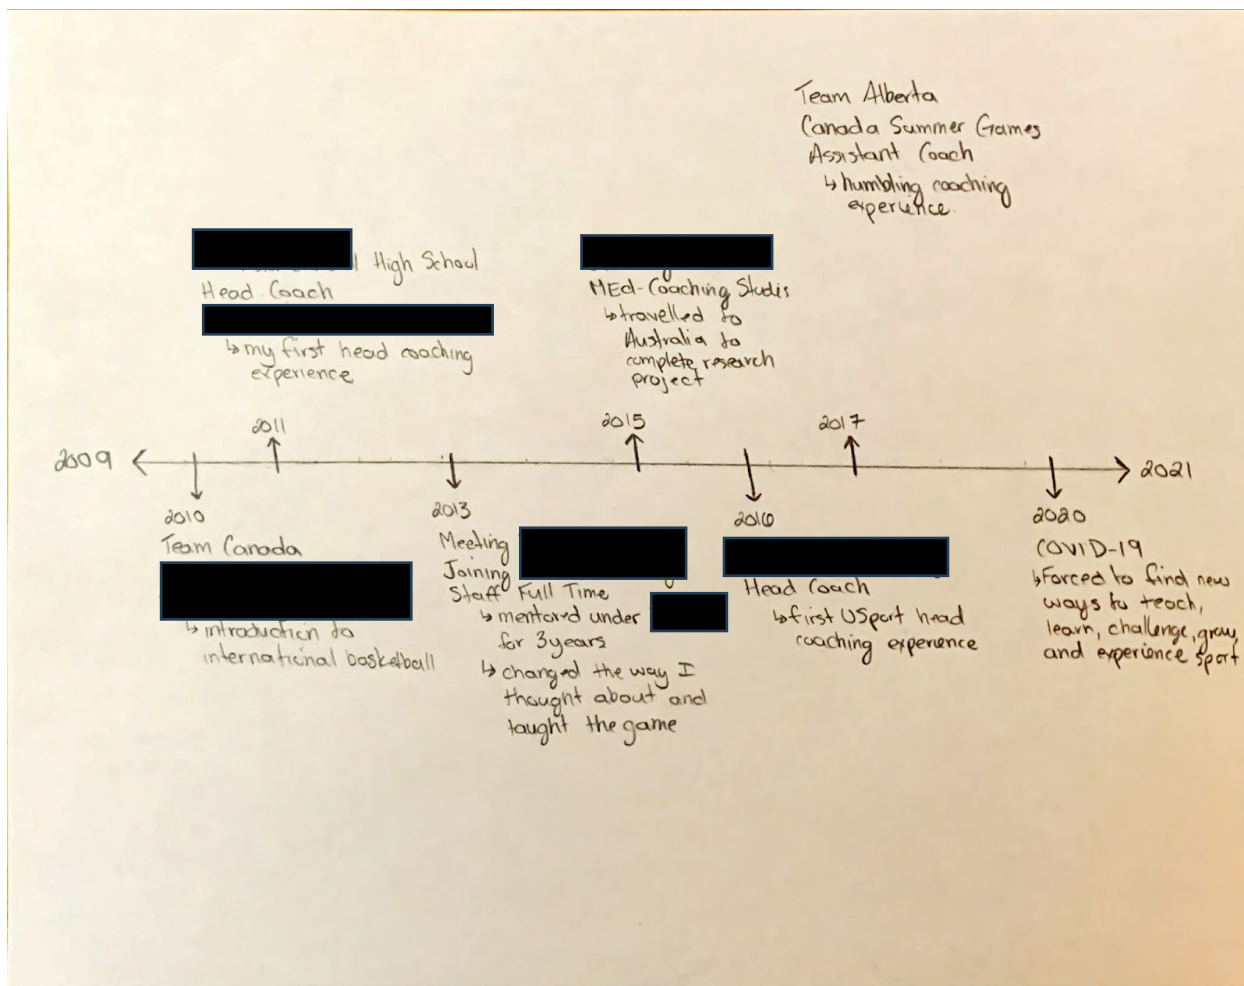 Team Alberta
Canada Summer Games
Assistant Coach
↳ humbling coaching
experience.
High School
Head Coach
↳ my first head coaching
experience
MEd-Coaching Studis
↳ travelled to
Australia to
complete research
project
2011
2015
2017
2009
2021
2010
Team Canada
↳ introduction to
international basketball
2013
Meeting
Joining
Staff Full Time
↳ mentored under
for 3 years
↳ changed the way I
thought about and
taught the game
2016
Head Coach
↳ first USport head
coaching experience
2020
COVID-19
↳ Forced to find new
ways to teach,
learn, challenge, grow,
and experience sport